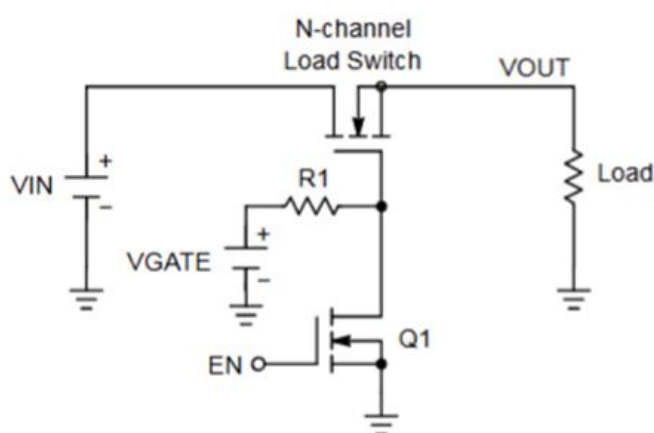 N-channel
Load Switch
VOUT
+
VIN
−
R1
Load
+
VGATE
−
Q1
EN